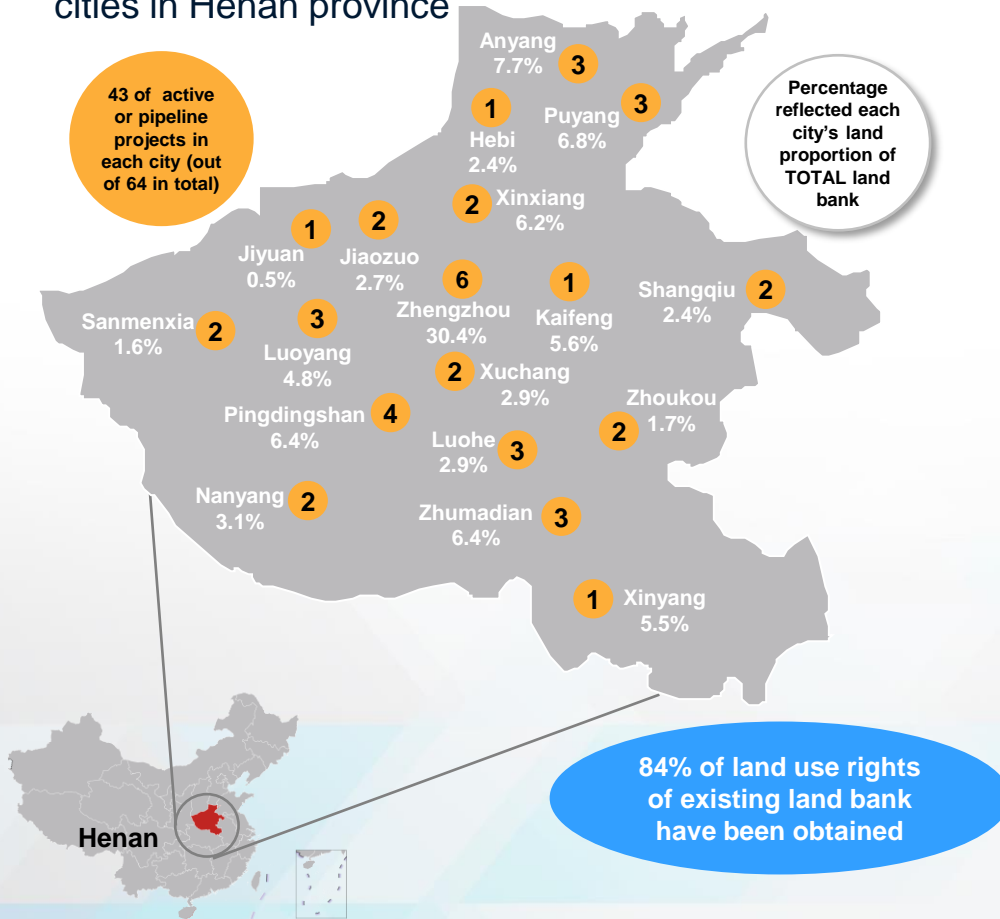 cities in Henan province
43 of active
or pipeline
projects in
each city (out
of 64 in total)
Percentage
reflected each
city's land
proportion of
TOTAL land
bank
Anyang
7.7%
3
1
Hebi
2.4%
Puyang
6.8%
3
2
Xinxiang
6.2%
1
Jiyuan
0.5%
2
Jiaozuo
2.7%
6
Zhengzhou
30.4%
1
Kaifeng
5.6%
Shangqiu
2.4%
2
Sanmenxia
1.6%
2
3
Luoyang
4.8%
2
Xuchang
2.9%
Pingdingshan
6.4%
4
Zhoukou
1.7%
2
Luohe
2.9%
3
Nanyang
3.1%
2
Zhumadian
6.4%
3
1
Xinyang
5.5%
Henan
84% of land use rights
of existing land bank
have been obtained